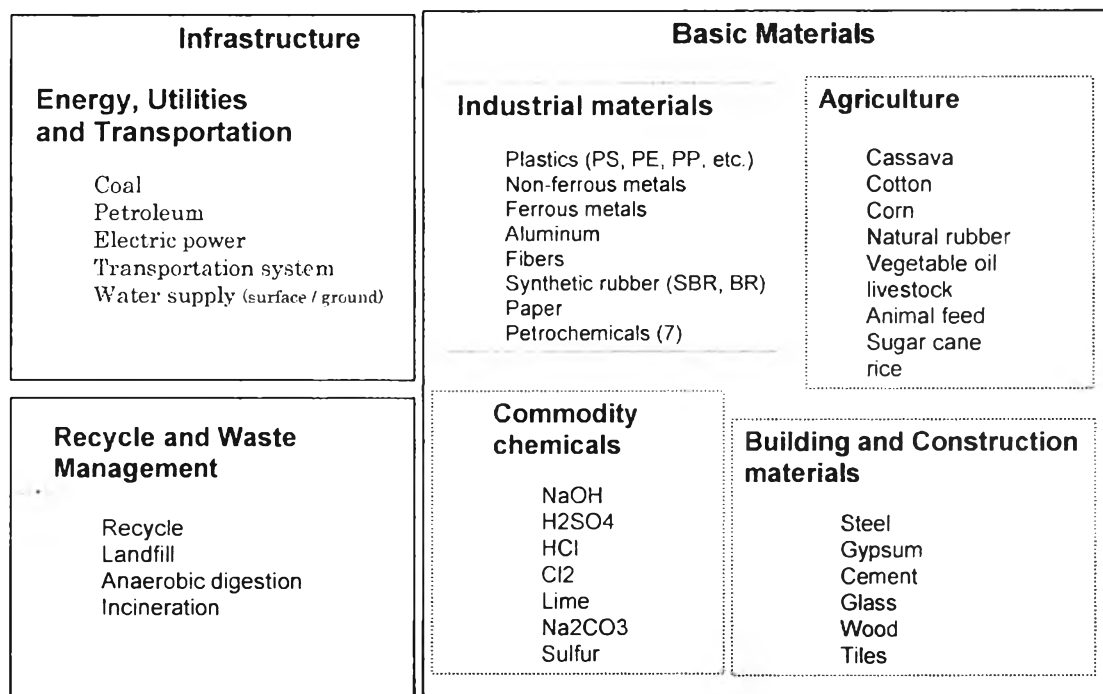 Infrastructure
Energy, Utilities
and Transportation
Coal
Petroleum
Electric power
Transportation system
Water supply (surface / ground)
Recycle and Waste
Management
Recycle
Landfill
Anaerobic digestion
Incineration
Basic Materials
Industrial materials
Plastics (PS, PE, PP, etc.)
Non-ferrous metals
Ferrous metals
Aluminum
Fibers
Synthetic rubber (SBR, BR)
Paper
Petrochemicals (7)
Agriculture
Cassava
Cotton
Corn
Natural rubber
Vegetable oil
livestock
Animal feed
Sugar cane
rice
Commodity
chemicals
NaOH
H2SO4
HCl
Cl2
Lime
Na2CO3
Sulfur
Building and Construction
materials
Steel
Gypsum
Cement
Glass
Wood
Tiles